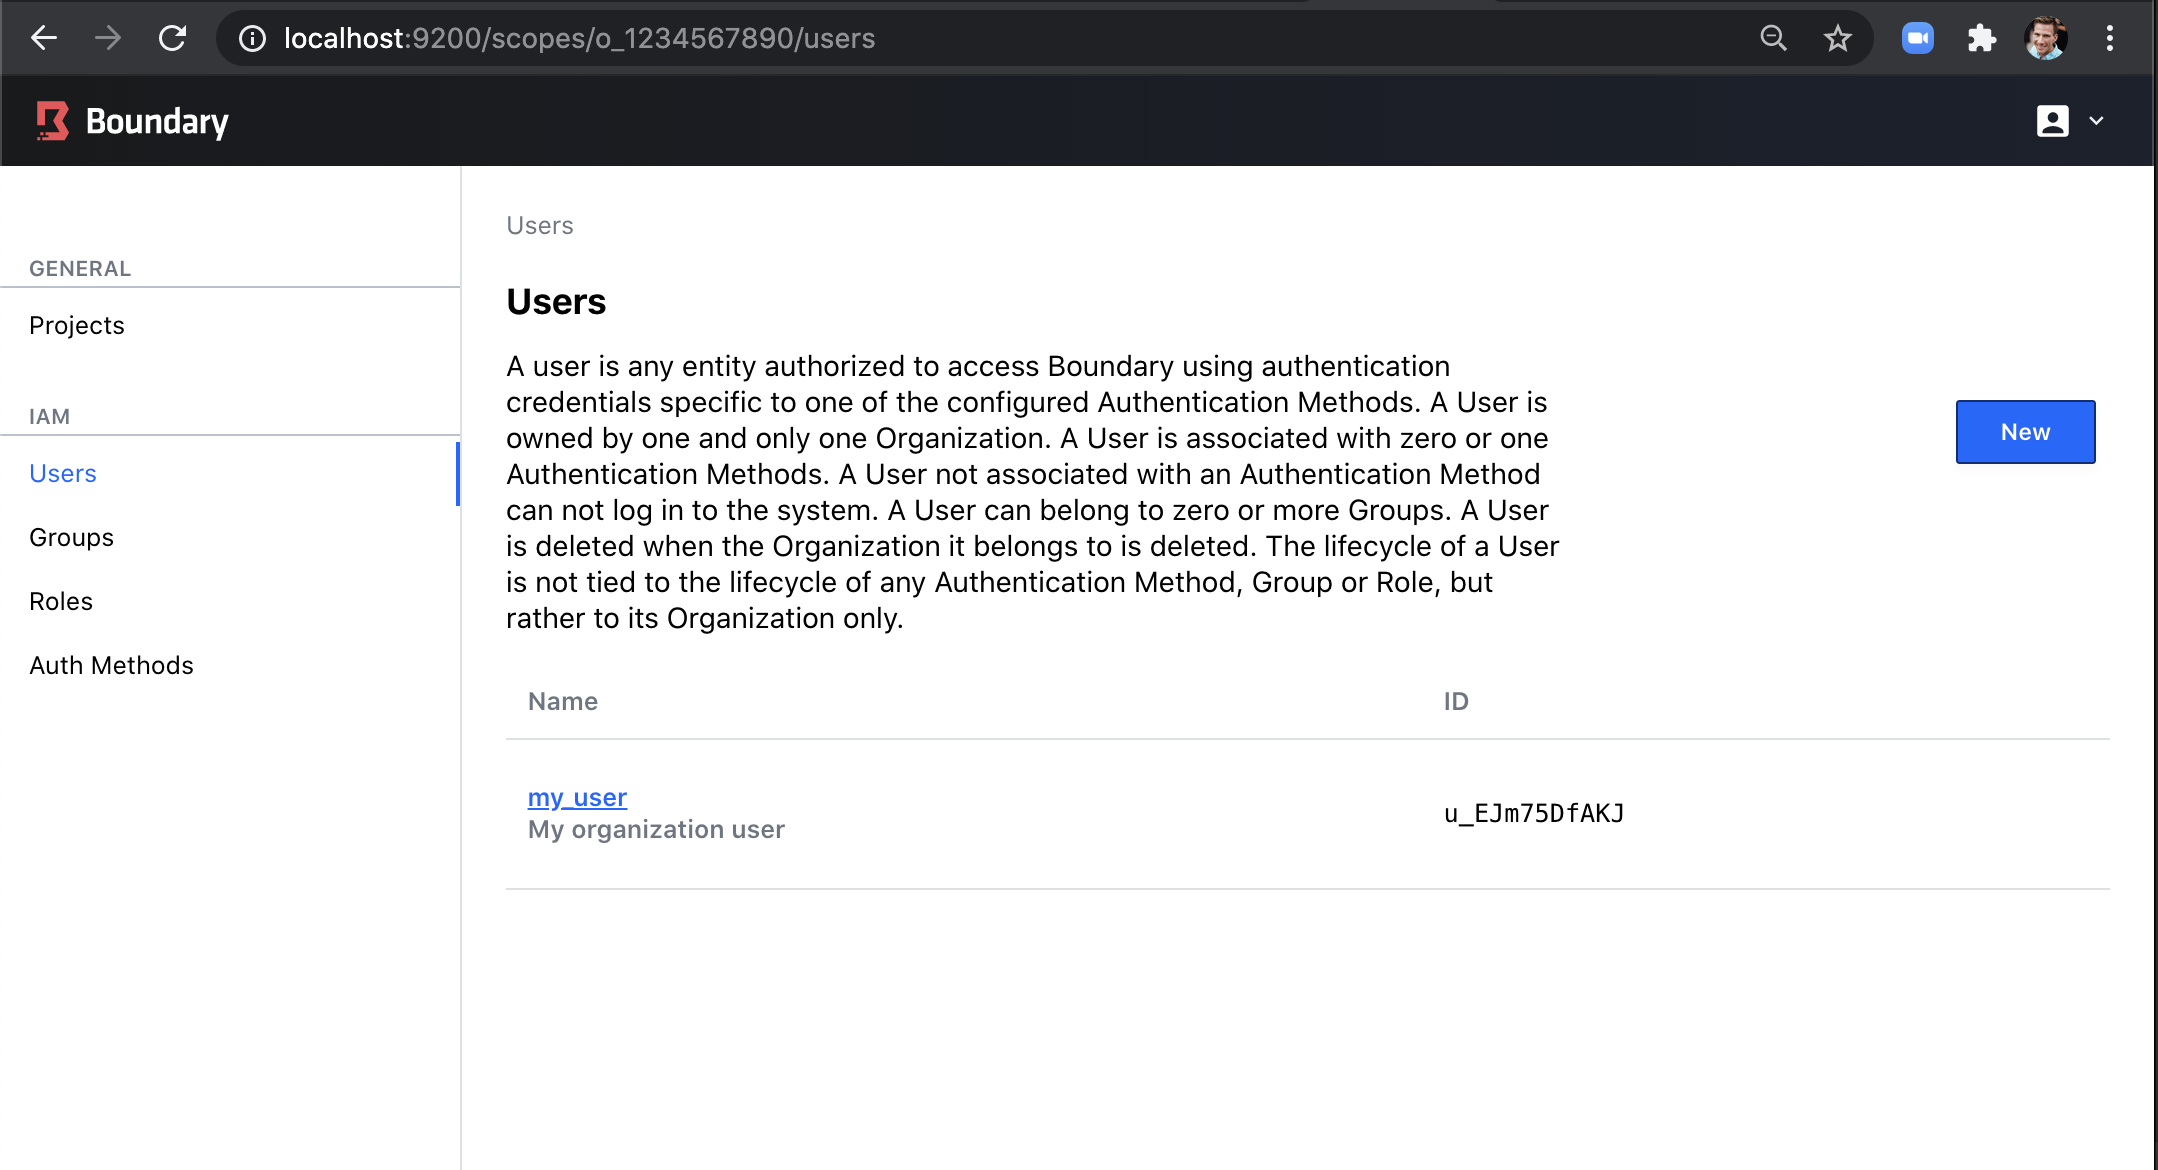 localhost:9200/scopes/o_1234567890/users
Boundary
Users
GENERAL
Users
Projects
A user is any entity authorized to access Boundary using authentication
credentials specific to one of the configured Authentication Methods. A User is
owned by one and only one Organization. A User is associated with zero or one
Authentication Methods. A User not associated with an Authentication Method
can not log in to the system. A User can belong to zero or more Groups. A User
is deleted when the Organization it belongs to is deleted. The lifecycle of a User
is not tied to the lifecycle of any Authentication Method, Group or Role, but
rather to its Organization only.
New
IAM
Users
Groups
Roles
Auth Methods
Name
ID
my_user
My organization user
u_EJm75DfAKJ